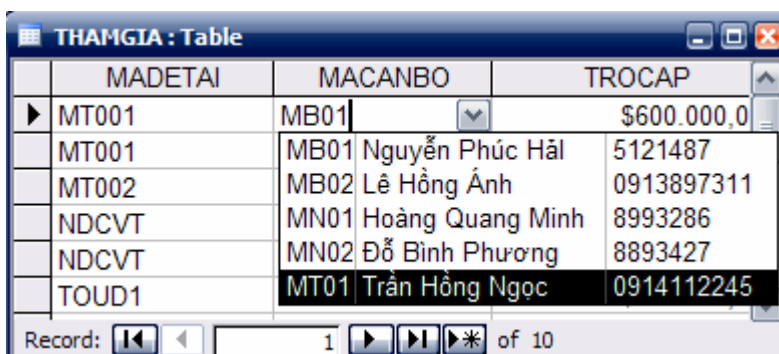 THAMGIA : Table
MADETAI MACANBO TROCAP
MT001 MB01 $600.000,0
MT001 MB01 Nguyễn Phúc Hảl 5121487
MT002 MB02 Lê Hồng Ánh 0913897311
NDCVT MN01 Hoàng Quang Minh 8993286
NDCVT MN02 Đỗ Bình Phương 8893427
TOUD1 MT01 Trần Hồng Ngọc 0914112245
Record: 1 of 10